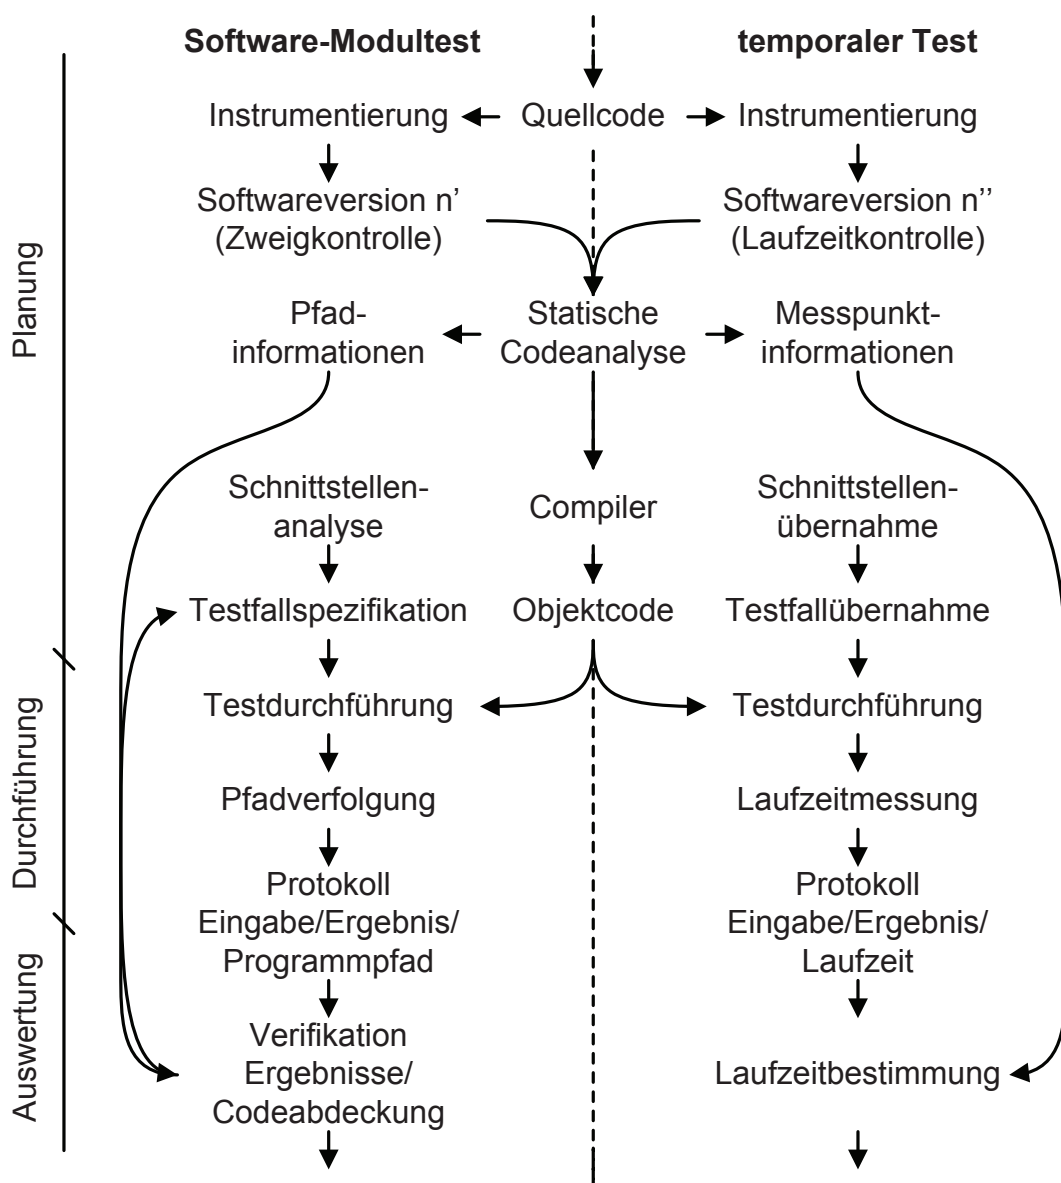 Software-Modultest
temporaler Test
Instrumentierung
Quellcode
Instrumentierung
Softwareversion n'
(Zweigkontrolle)
Softwareversion n''
(Laufzeitkontrolle)
Planung
Pfad-
informationen
Statische
Codeanalyse
Messpunkt-
informationen
Schnittstellen-
analyse
Compiler
Schnittstellen-
übernahme
Testfallspezifikation
Objektcode
Testfallübernahme
Durchführung
Testdurchführung
Testdurchführung
Pfadverfolgung
Laufzeitmessung
Protokoll
Eingabe/Ergebnis/
Programmpfad
Protokoll
Eingabe/Ergebnis/
Laufzeit
Auswertung
Verifikation
Ergebnisse/
Codeabdeckung
Laufzeitbestimmung